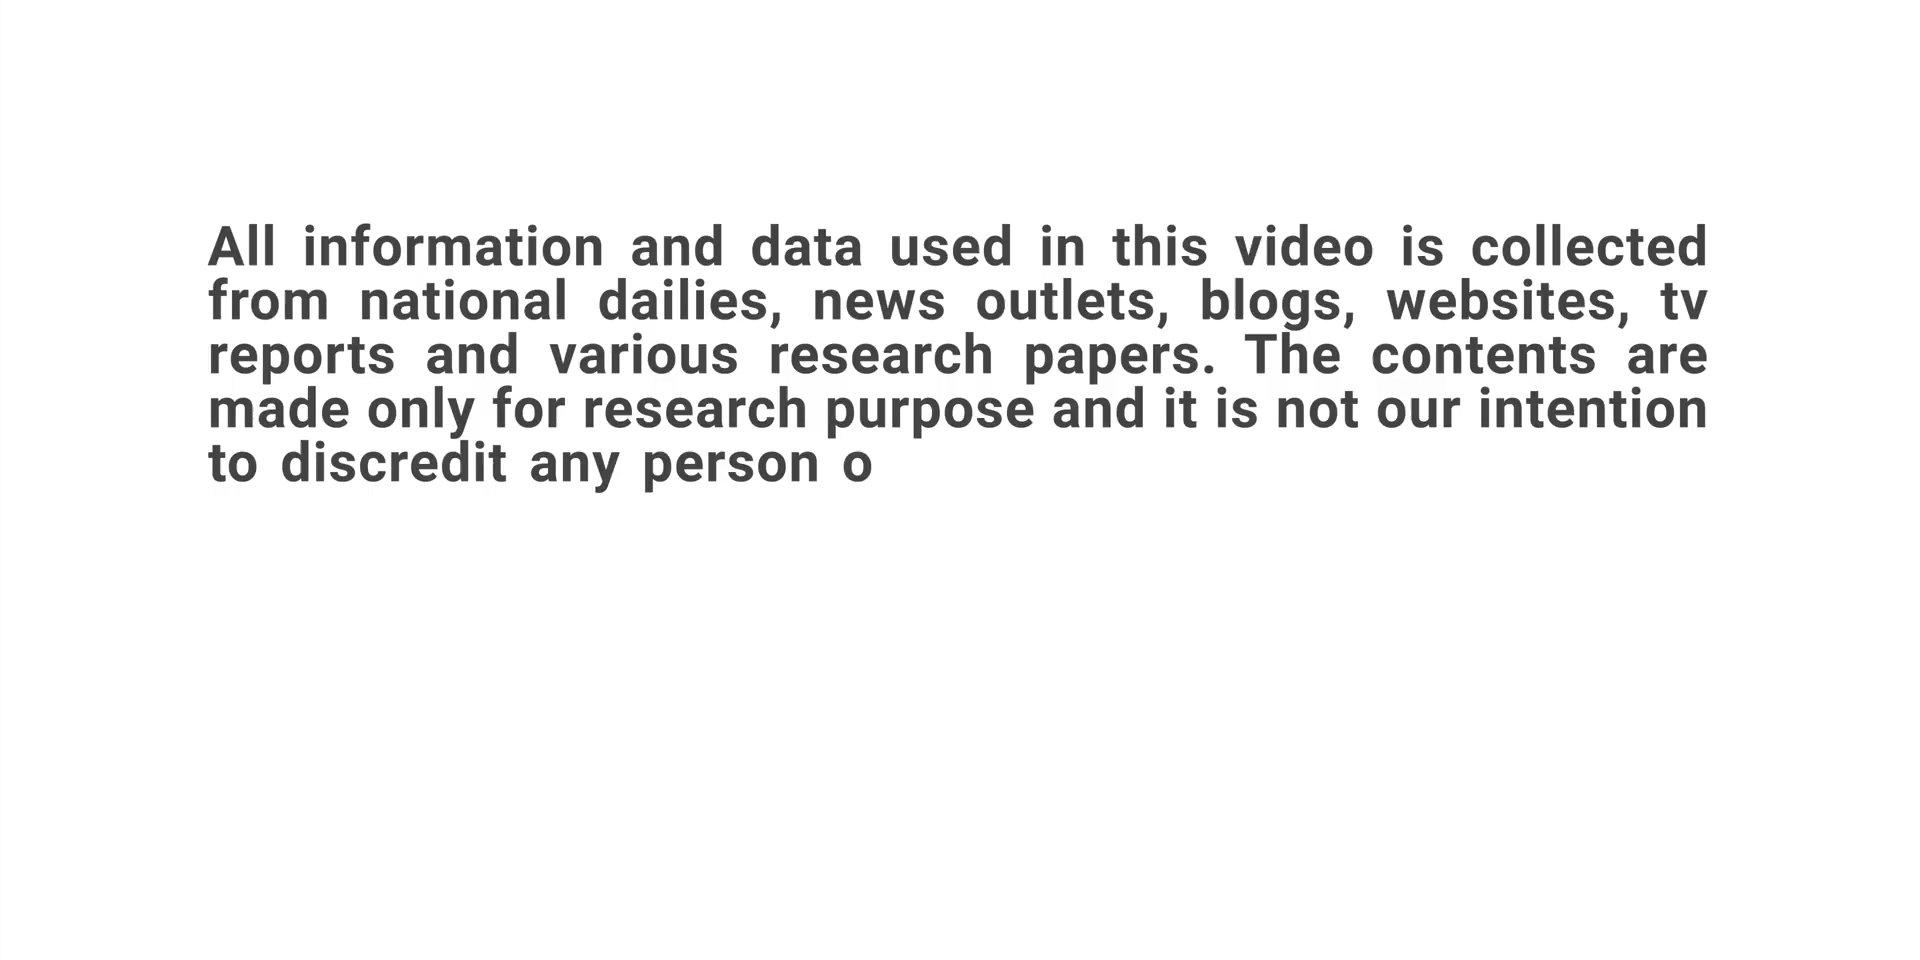 All information and data used in this video is collected
from national dailies, news outlets, blogs, websites, tv
reports and various research papers. The contents are
made only for research purpose and it is not our intention
to discredit any person o